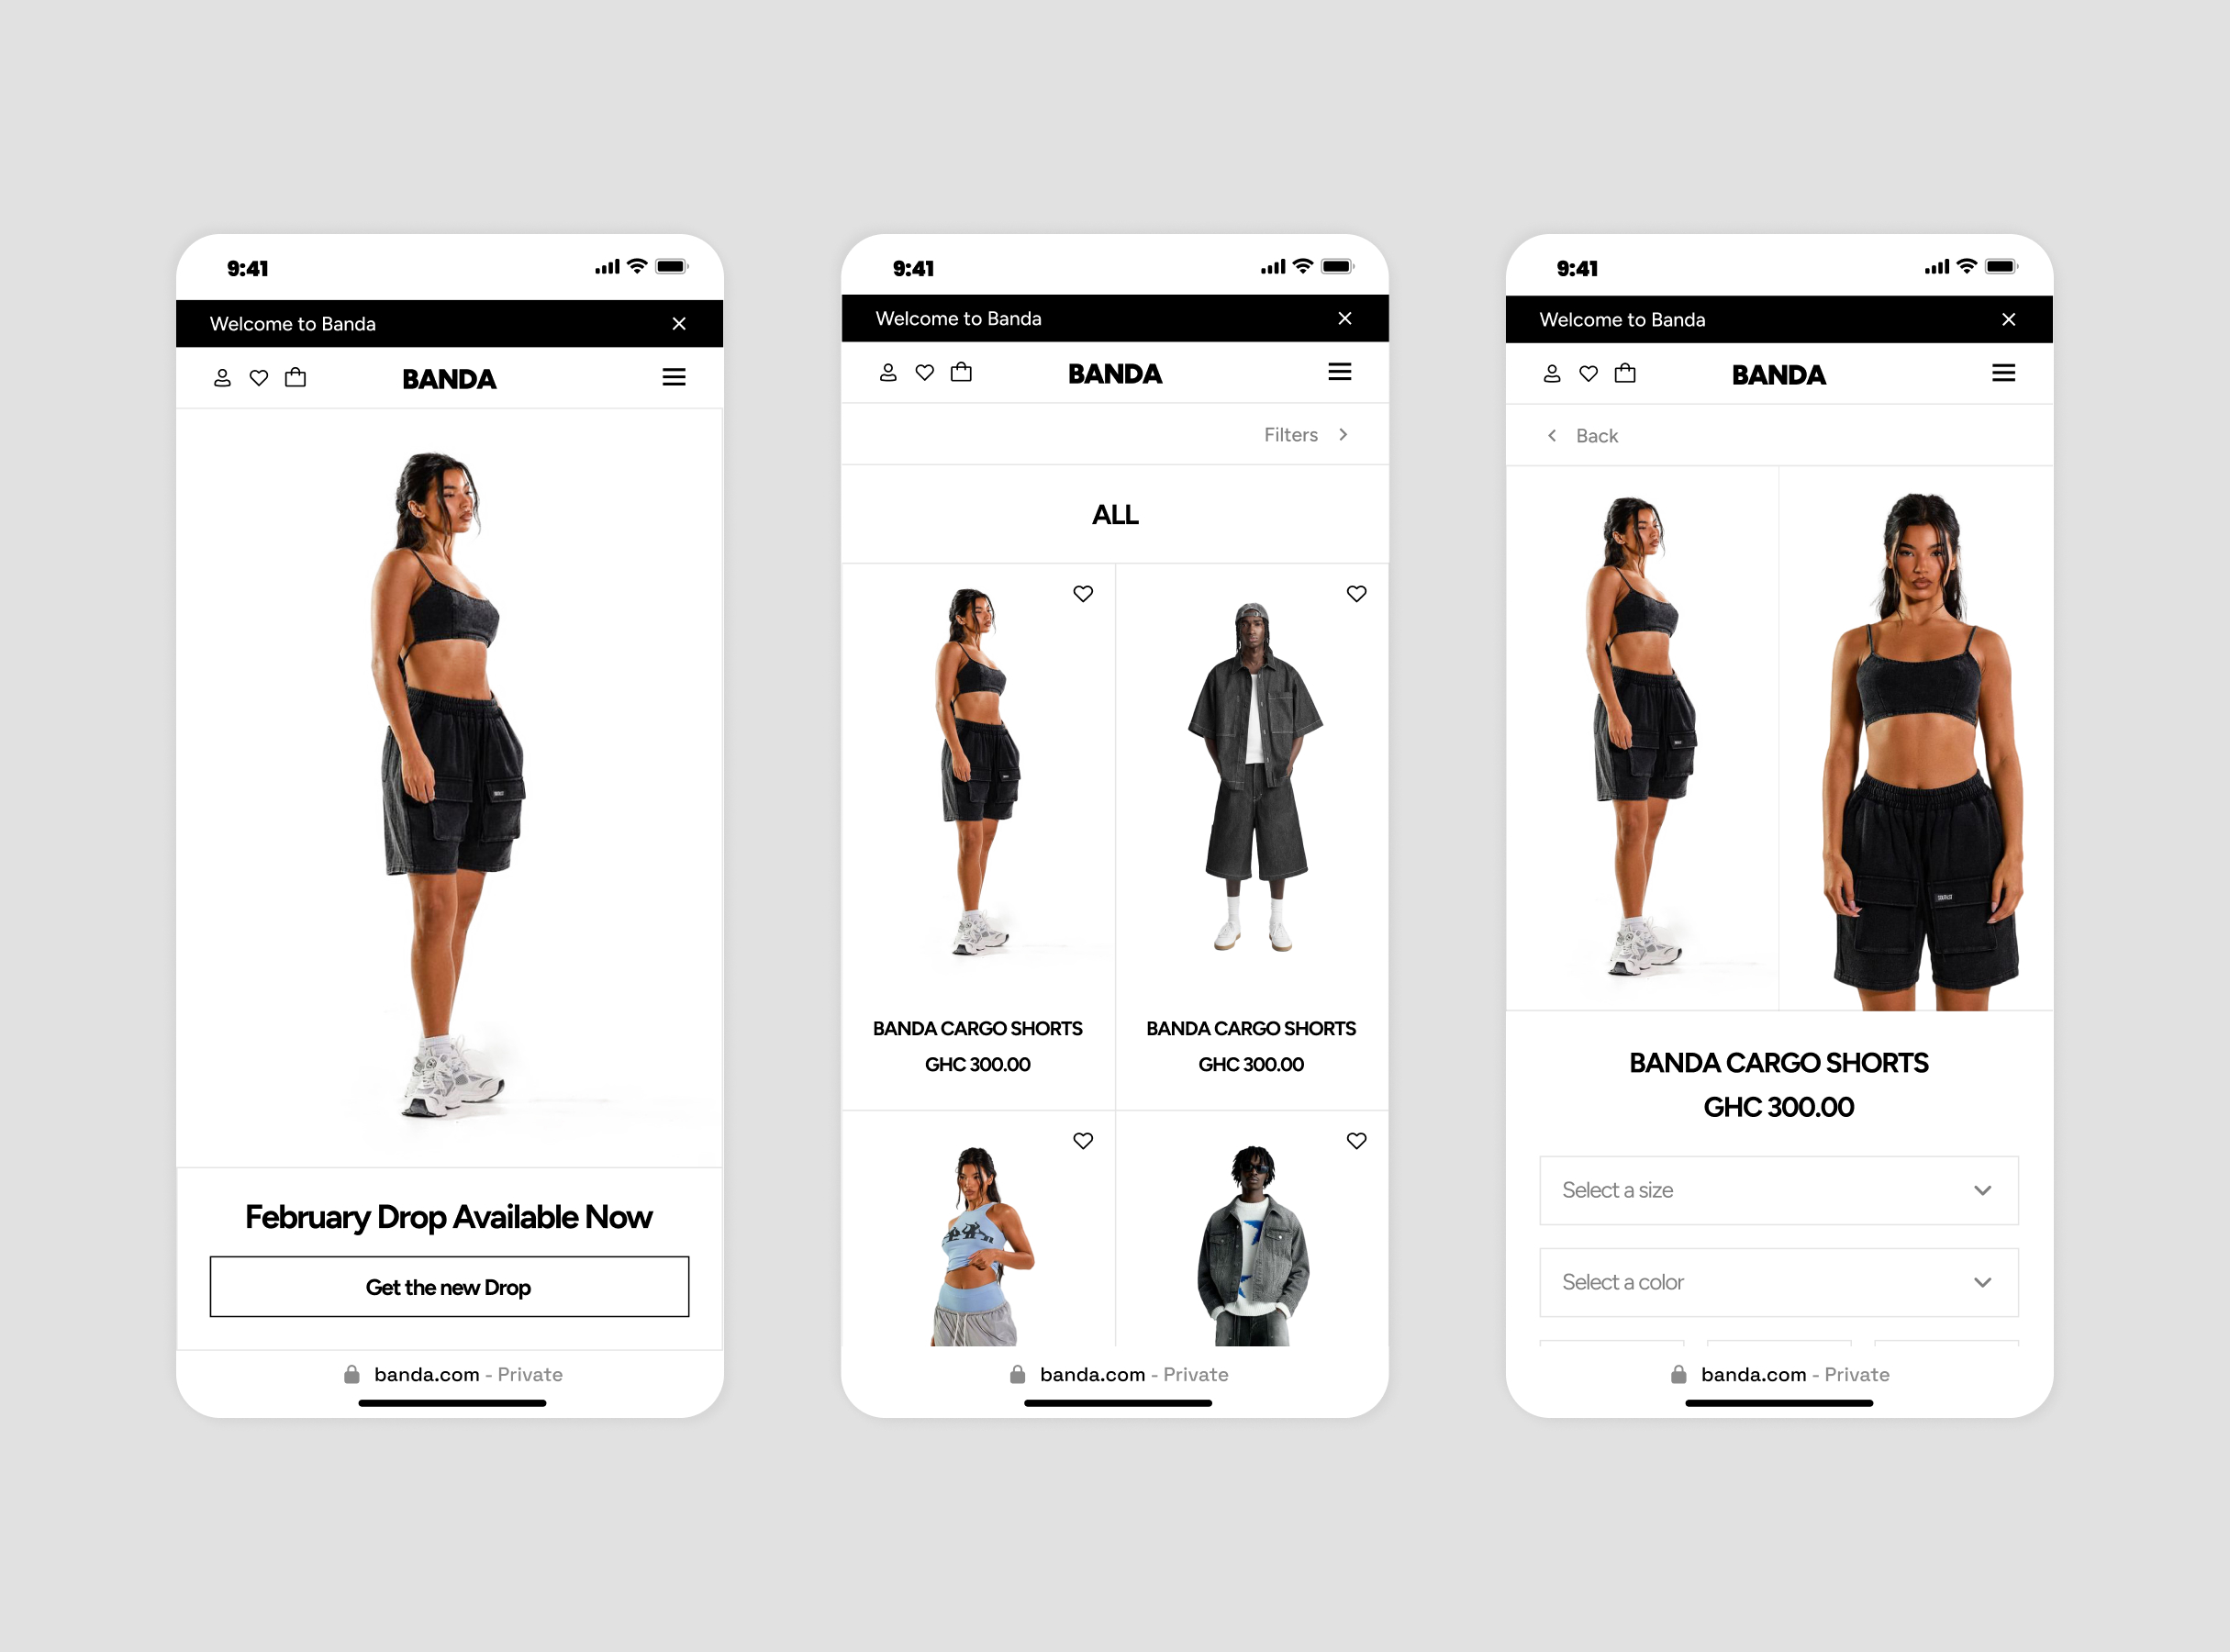 9:41
Welcome to Banda
BANDA
February Drop Available Now
Get the new Drop
banda.com - Private
9:41
Welcome to Banda
BANDA
Filters
ALL
BANDA CARGO SHORTS
GHC 300.00
BANDA CARGO SHORTS
GHC 300.00
banda.com - Private
9:41
Welcome to Banda
BANDA
Back
BANDA CARGO SHORTS
GHC 300.00
Select a size
Select a color
banda.com - Private